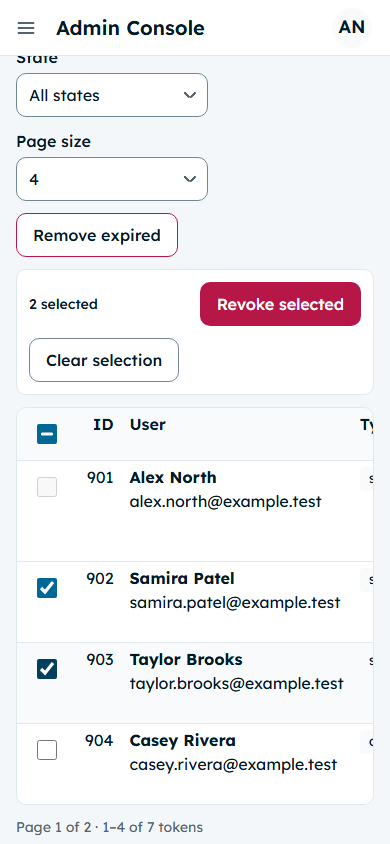 Admin Console
AN
State
All states
Page size
4
Remove expired
2 selected
Revoke selected
Clear selection
ID User
901 Alex North
alex.north@example.test
902 Samira Patel
samira.patel@example.test
903 Taylor Brooks
taylor.brooks@example.test
904 Casey Rivera
casey.rivera@example.test
Page 1 of 2 · 1–4 of 7 tokens